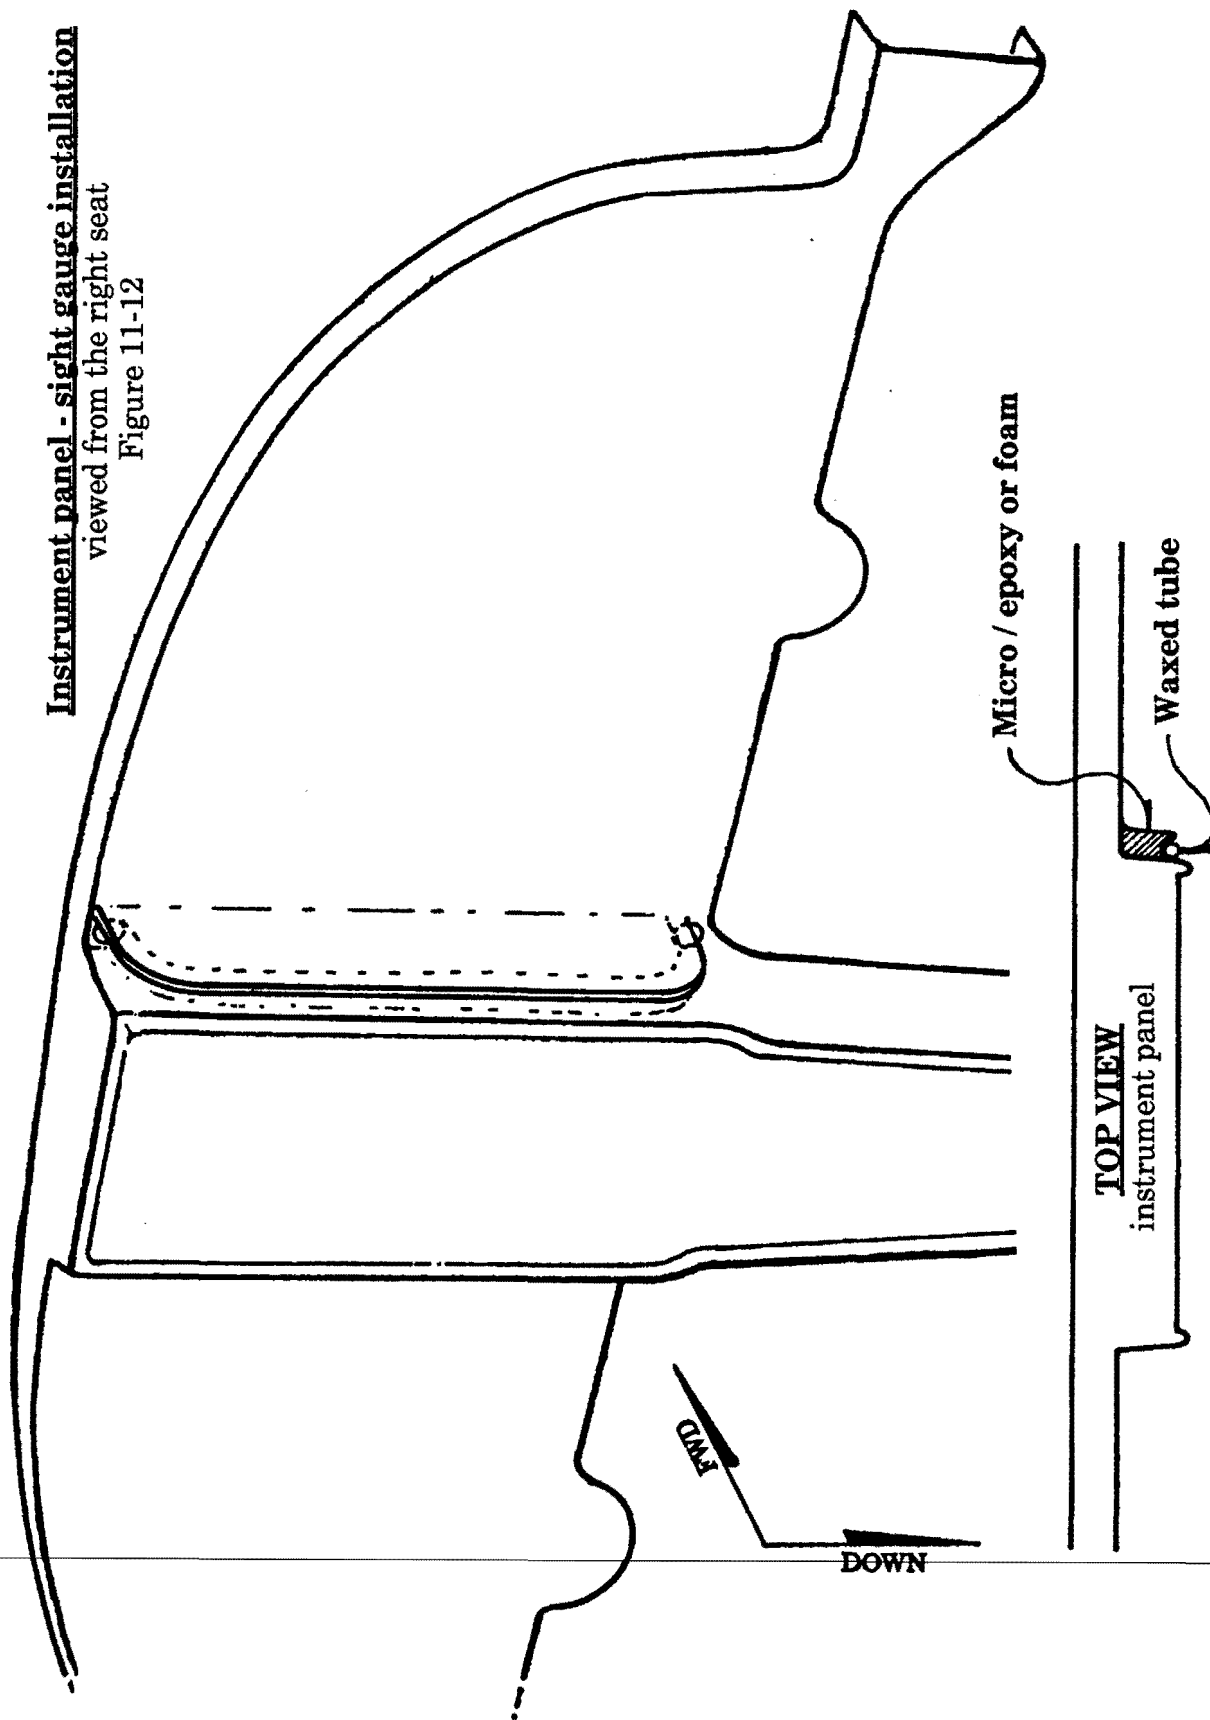 Instrument panel - sight gauge installation
viewed from the right seat
Figure 11-12
Micro / epoxy or foam
Waxed tube
TOP VIEW
instrument panel
FWD
DOWN